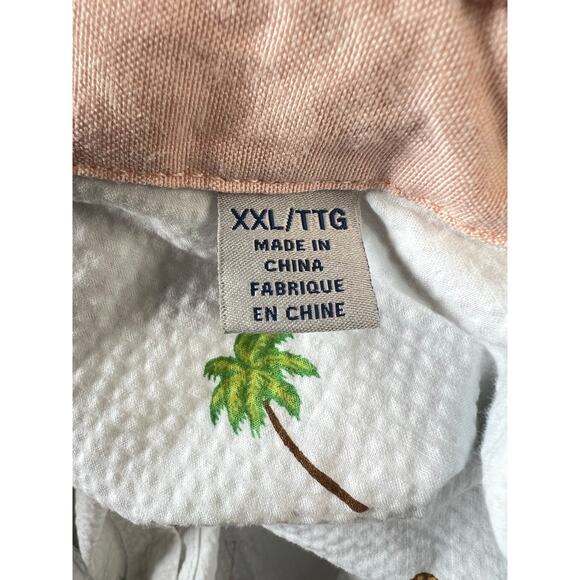 XXL/TTG
MADE IN
CHINA
FABRIQUE
EN CHINE